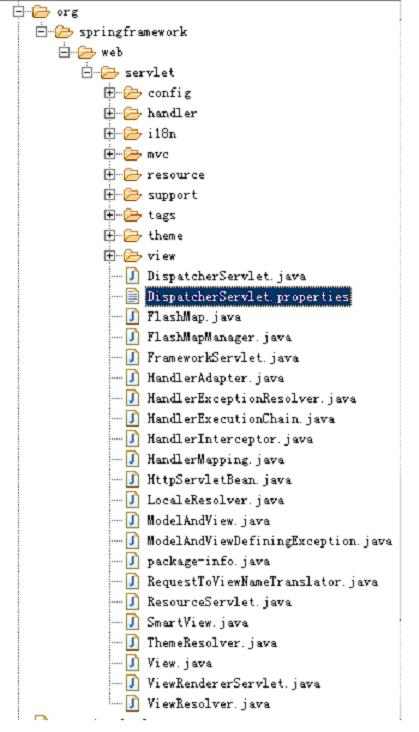 org
springframework
web
servlet
config
handler
i18n
mvc
resource
support
tags
theme
view
DispatcherServlet.java
DispatcherServlet.properties
FlashMap.java
FlashMapManager.java
FrameworkServlet.java
HandlerAdapter.java
HandlerExceptionResolver.java
HandlerExecutionChain.java
HandlerInterceptor.java
HandlerMapping.java
HttpServletBean.java
LocaleResolver.java
ModelAndView.java
ModelAndViewDefiningException.java
package-info.java
RequestToViewNameTranslator.java
ResourceServlet.java
SmartView.java
ThemeResolver.java
View.java
ViewRendererServlet.java
ViewResolver.java